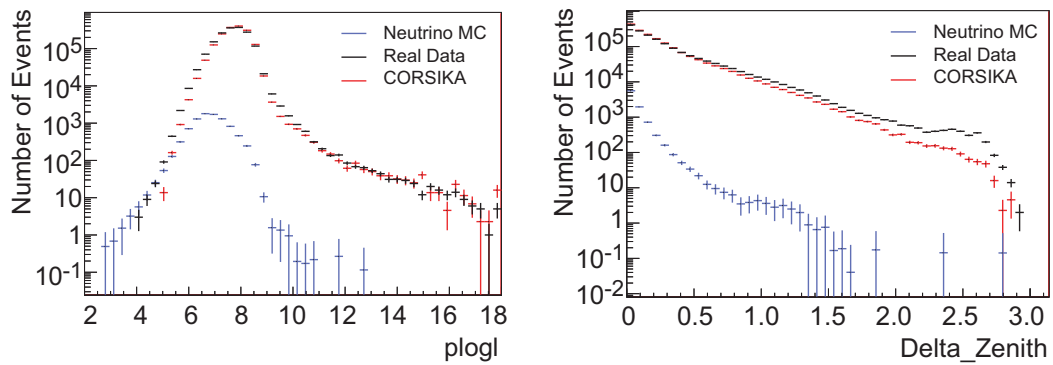 Number of Events
10^5
10^4
10^3
10^2
10
1
10^-1
2 4 6 8 10 12 14 16 18
plogl
Neutrino MC
Real Data
CORSIKA
Number of Events
10^5
10^4
10^3
10^2
10
1
10^-1
10^-2
0 0.5 1.0 1.5 2.0 2.5 3.0
Delta_Zenith
Neutrino MC
Real Data
CORSIKA